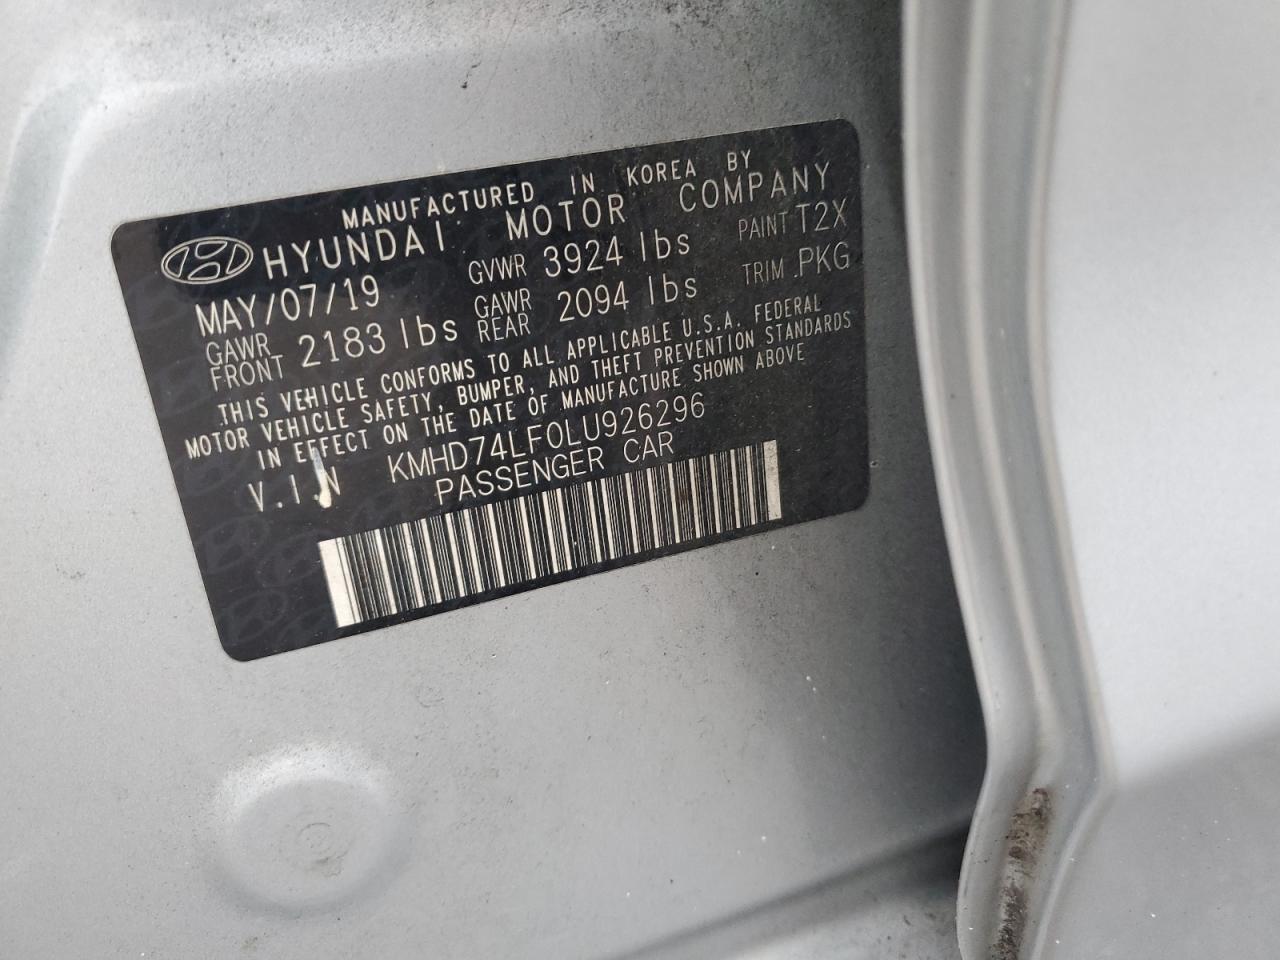 MANUFACTURED IN KOREA BY
HYUNDAI MOTOR COMPANY
MAY/07/19 GVWR 3924 lbs PAINT T2X
GAWR FRONT 2183 lbs GAWR REAR 2094 lbs TRIM PKG
THIS VEHICLE CONFORMS TO ALL APPLICABLE U.S.A. FEDERAL
MOTOR VEHICLE SAFETY, BUMPER, AND THEFT PREVENTION STANDARDS
IN EFFECT ON THE DATE OF MANUFACTURE SHOWN ABOVE
V.I.N KMHD74LF0LU926296
PASSENGER CAR